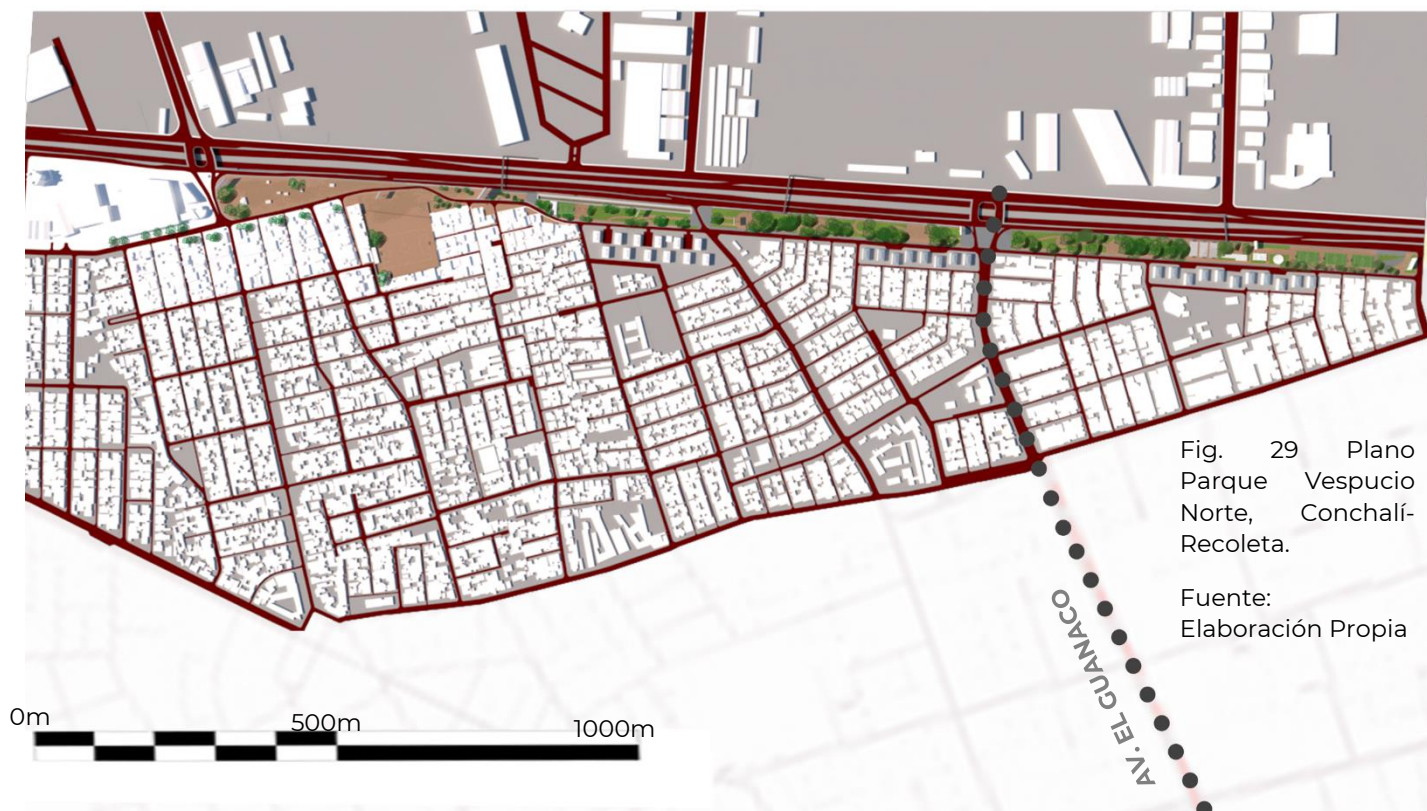 Fig. 29 Plano
Parque Vespucio
Norte, Conchalí-
Recoleta.
Fuente:
Elaboración Propia
AV. EL GUANACO
0m 500m 1000m